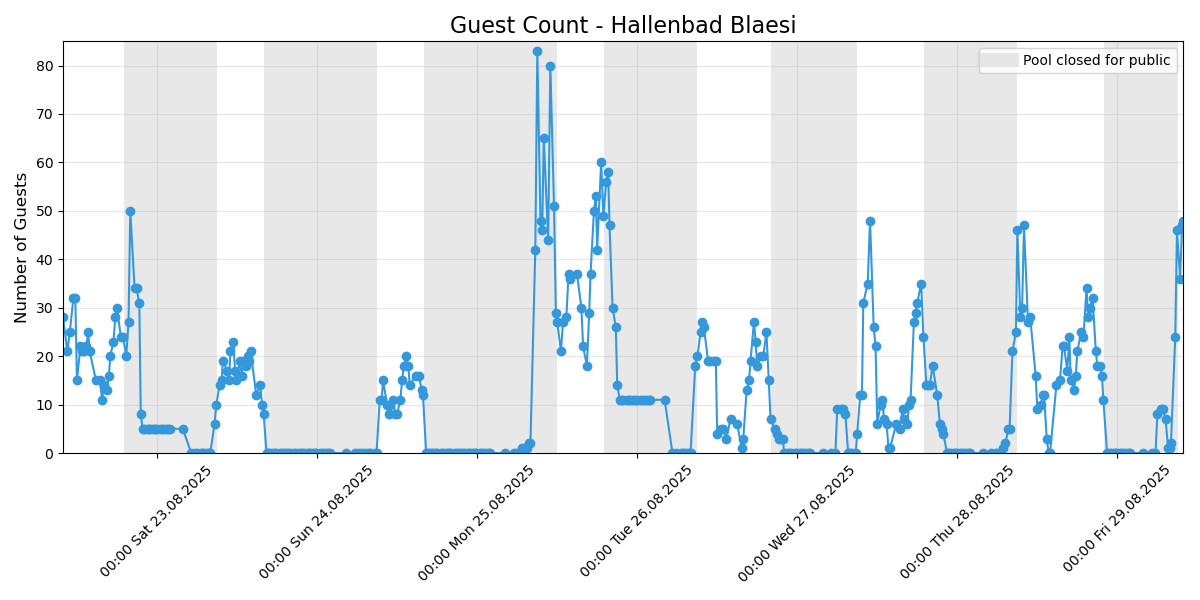 Guest Count - Hallenbad Blaesi
Pool closed for public
Number of Guests
80
70
60
50
40
30
20
10
0
00:00 Sat 23.08.2025
00:00 Sun 24.08.2025
00:00 Mon 25.08.2025
00:00 Tue 26.08.2025
00:00 Wed 27.08.2025
00:00 Thu 28.08.2025
00:00 Fri 29.08.2025